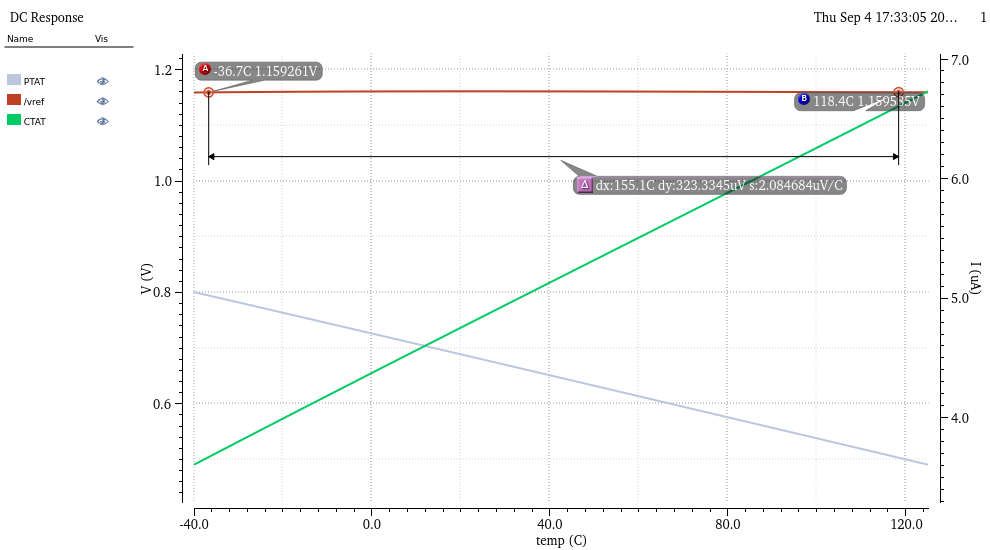 DC Response
Thu Sep 4 17:33:05 20… 1
Name Vis
PTAT
/vref
CTAT
A -36.7C 1.159261V
B 118.4C 1.159535V
Δ dx:155.1C dy:323.3345uV s:2.084684uV/C
V (V)
1.2
1.0
0.8
0.6
I (uA)
7.0
6.0
5.0
4.0
-40.0 0.0 40.0 80.0 120.0
temp (C)